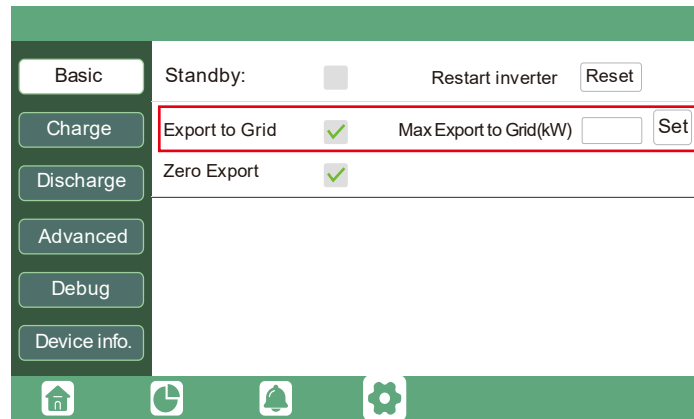 Basic
Standby:
Restart inverter
Reset
Charge
Export to Grid
Max Export to Grid(kW)
Set
Discharge
Zero Export
Advanced
Debug
Device info.